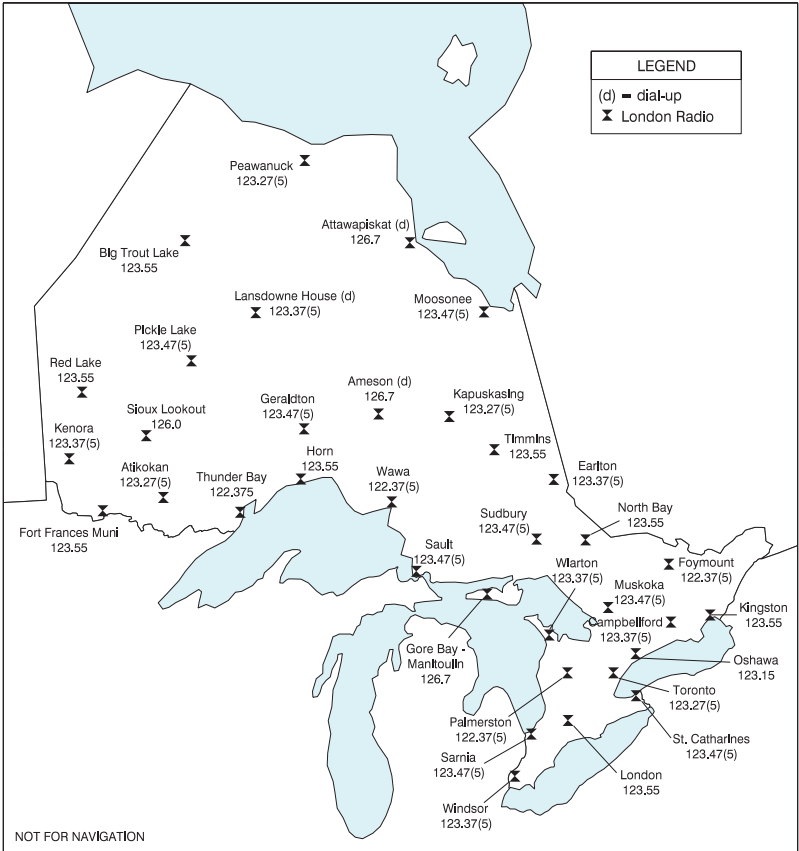 LEGEND
(d) = dial-up
London Radio
Peawanuck
123.27(5)
Attawapiskat (d)
126.7
Big Trout Lake
123.55
Lansdowne House (d)
123.37(5)
Moosonee
123.47(5)
Pickle Lake
123.47(5)
Red Lake
123.55
Ameson (d)
126.7
Kapuskasing
123.27(5)
Geraldton
123.47(5)
Sioux Lookout
126.0
Kenora
123.37(5)
Timmins
123.55
Horn
123.55
Earlton
123.37(5)
Atikokan
123.27(5)
Thunder Bay
122.375
Wawa
122.37(5)
North Bay
123.55
Sudbury
123.47(5)
Fort Frances Muni
123.55
Sault
123.47(5)
Wiarton
123.37(5)
Foymount
122.37(5)
Muskoka
123.47(5)
Kingston
123.55
Campbellford
123.37(5)
Gore Bay -
Manitoulin
126.7
Oshawa
123.15
Toronto
123.27(5)
Palmerston
122.37(5)
St. Catharines
123.47(5)
Sarnia
123.47(5)
London
123.55
Windsor
123.37(5)
NOT FOR NAVIGATION